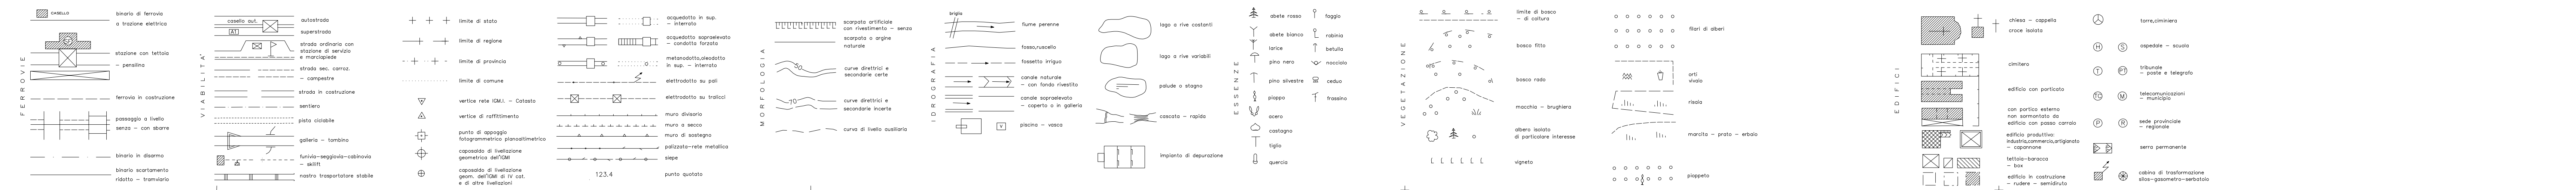 FERROVIE
CASELLO
binario di ferrovia
a trazione elettrica
stazione con tettoia
– pensilina
ferrovia in costruzione
passaggio a livello
senza – con sbarre
binario in disarmo
binario scartamento
ridotto – tramviario
VIABILITA'
casello aut.
AT
autostrada
superstrada
strada ordinaria con
stazione di servizio
e marciapiede
strada sec. carroz.
– campestre
strada in costruzione
sentiero
pista ciclabile
galleria – tombino
funivia–seggiovia–cabinovia
– skilift
nastro trasportatore stabile
limite di stato
limite di regione
limite di provincia
limite di comune
vertice rete IGM.I. – Catasto
vertice di raffittimento
punto di appoggio
fotogrammetrico planoaltimetrico
caposaldo di livellazione
geometrica dell'IGMI
caposaldo di livellazione
geom. dell'IGMI di IV cat.
e di altre livellazioni
acquedotto in sup.
– interrato
acquedotto sopraelevato
– condotta forzata
metanodotto,oleodotto
in sup. – interrato
elettrodotto su pali
elettrodotto su tralicci
muro divisorio
muro a secco
muro di sostegno
palizzata–rete metallica
siepe
123.4
punto quotato
MORFOLOGIA
scarpata artificiale
con rivestimento – senza
scarpata o argine
naturale
50
curve direttrici e
secondarie certe
70
curve direttrici e
secondarie incerte
curva di livello ausiliaria
IDROGRAFIA
briglia
fiume perenne
fosso,ruscello
fossetto irriguo
canale naturale
– con fondo rivestito
canale sopraelevato
– coperto o in galleria
v
piscina – vasca
lago a rive costanti
lago a rive variabili
palude o stagno
cascata – rapida
impianto di depurazione
ESSENZE
abete rosso
abete bianco
larice
pino nero
pino silvestre
pioppo
acero
castagno
tiglio
quercia
faggio
robinia
betulla
nocciolo
ceduo
frassino
VEGETAZIONE
limite di bosco
– di coltura
bosco fitto
bosco rado
macchia – brughiera
albero isolato
di particolare interesse
vigneto
filari di alberi
orti
vivaio
risaia
marcita – prato – erbaio
pioppeto
EDIFICI
chiesa – cappella
croce isolata
cimitero
edificio con porticato
con portico esterno
non sormontato da
edificio con passo carraio
edificio produttivo:
industria,commercio,artigianato
– capannone
tettoia–baracca
– box
edificio in costruzione
– rudere – semidiruto
torre,ciminiera
H S
ospedale – scuola
T PT
tribunale
– poste e telegrafo
TC M
telecomunicazioni
– municipio
P R
sede provinciale
– regionale
serra permanente
cabina di trasformazione
silos–gasometro–serbatoio